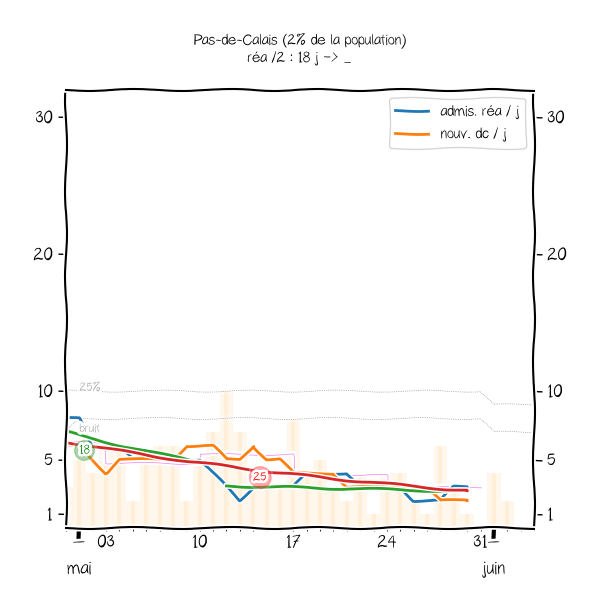 Pas-de-Calais (2% de la population)
réa /2 : 18 j -> _
admis. réa / j
nouv. dc / j
30
30
20
20
10
25%
10
bruit
18
5
25
5
1
1
03
10
17
24
31
mai
juin